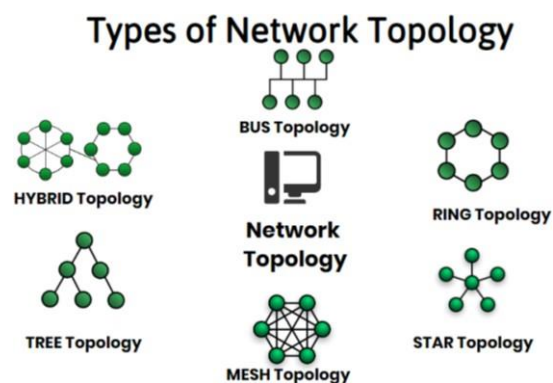 Types of Network Topology
BUS Topology
HYBRID Topology
RING Topology
Network
Topology
TREE Topology
STAR Topology
MESH Topology